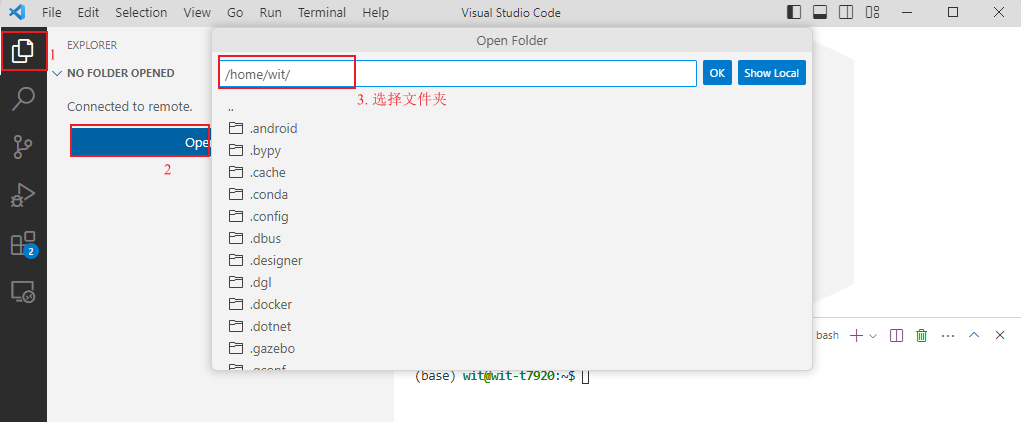 File Edit Selection View Go Run Terminal Help Visual Studio Code
EXPLORER
1
NO FOLDER OPENED
Connected to remote.
Open
2
Open Folder
/home/wit/
OK
Show Local
3. 选择文件夹
..
.android
.bypy
.cache
.conda
.config
.dbus
.designer
.dgl
.docker
.dotnet
.gazebo
.gconf
2
bash
(base) wit@wit-t7920:~$